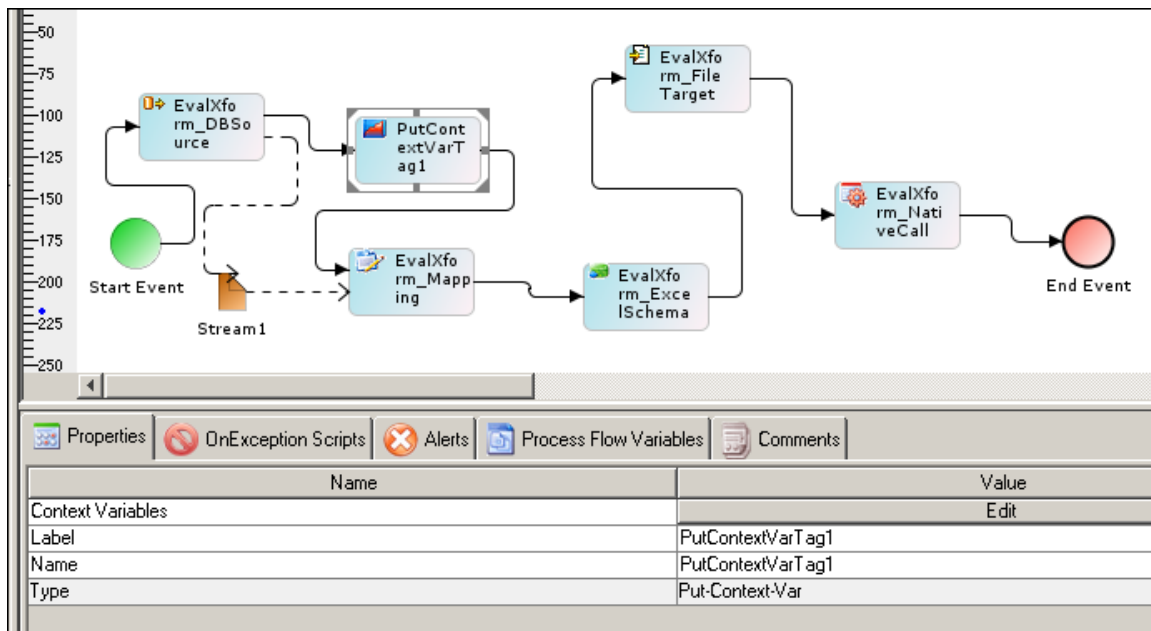 50
75
100
125
150
175
200
225
250
EvalXfo
rm_DBSo
urce
PutCont
extVarT
ag1
EvalXfo
rm_File
Target
EvalXfo
rm_Nati
veCall
Start Event
Stream1
EvalXfo
rm_Mapp
ing
EvalXfo
rm_Exce
lSchema
End Event
Properties OnException Scripts Alerts Process Flow Variables Comments
Name Value
Context Variables Edit
Label PutContextVarTag1
Name PutContextVarTag1
Type Put-Context-Var